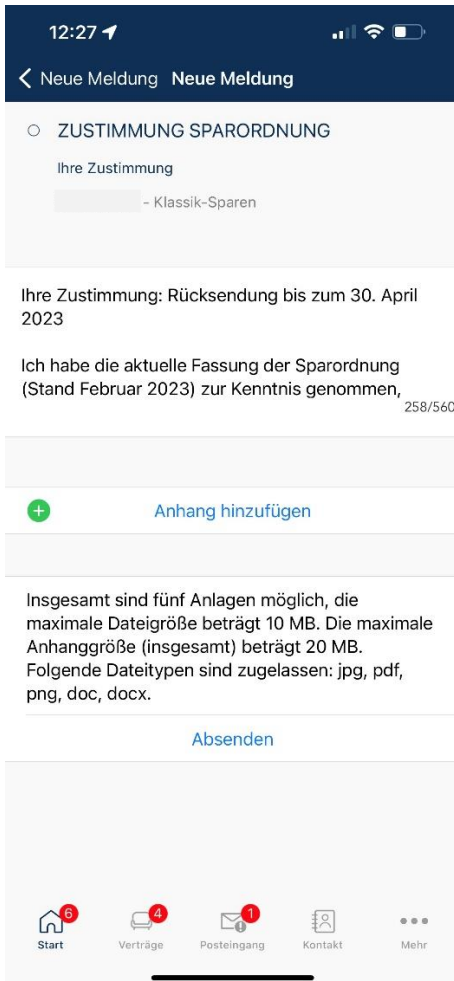 12:27
Neue Meldung Neue Meldung
ZUSTIMMUNG SPARORDNUNG
Ihre Zustimmung
- Klassik-Sparen
Ihre Zustimmung: Rücksendung bis zum 30. April
2023
Ich habe die aktuelle Fassung der Sparordnung
(Stand Februar 2023) zur Kenntnis genommen,
258/560
Anhang hinzufügen
Insgesamt sind fünf Anlagen möglich, die
maximale Dateigröße beträgt 10 MB. Die maximale
Anhanggröße (insgesamt) beträgt 20 MB.
Folgende Dateitypen sind zugelassen: jpg, pdf,
png, doc, docx.
Absenden
6 4 1
Start Verträge Posteingang Kontakt Mehr